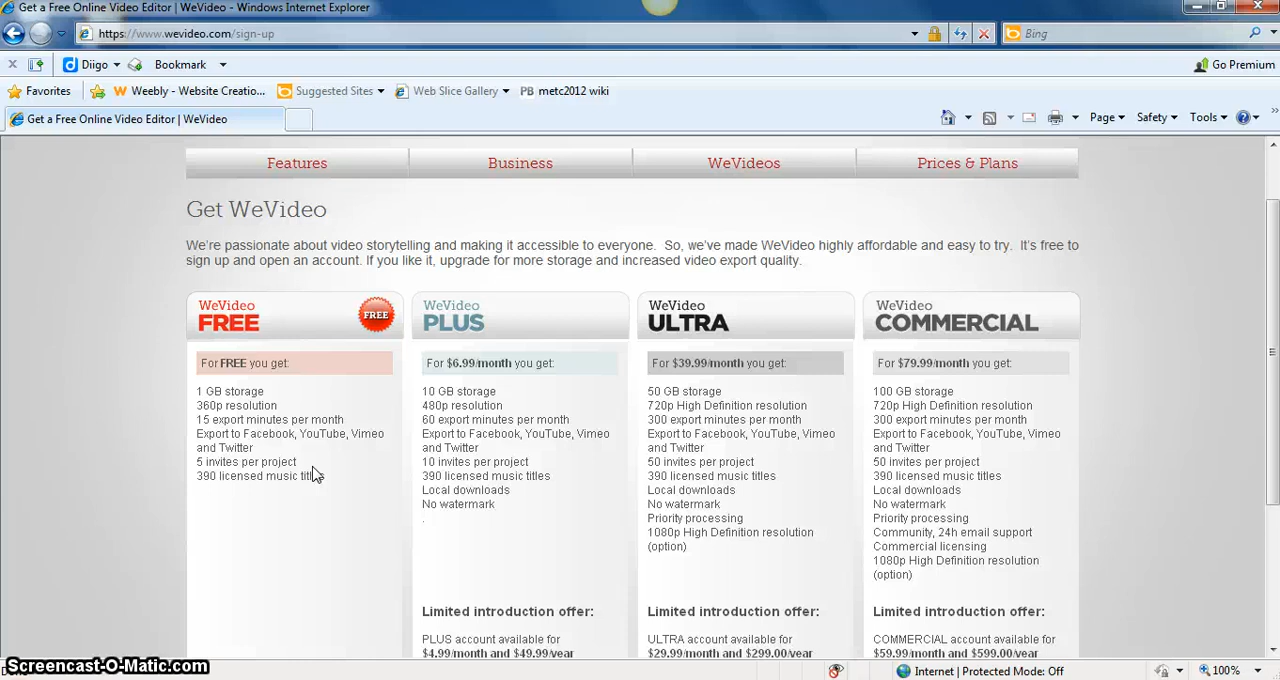 Get a Free Online Video Editor | WeVideo - Windows Internet Explorer
https://www.wevideo.com/sign-up
Bing
Diigo
Bookmark
Go Premium
Favorites
Weebly - Website Creatio...
Suggested Sites
Web Slice Gallery
PB metc2012 wiki
Get a Free Online Video Editor | WeVideo
Page
Safety
Tools
Features
Business
WeVideos
Prices & Plans
Get WeVideo
We're passionate about video storytelling and making it accessible to everyone. So, we've made WeVideo highly affordable and easy to try. It's free to
sign up and open an account. If you like it, upgrade for more storage and increased video export quality.
WeVideo
FREE
FREE
For FREE you get:
1 GB storage
360p resolution
15 export minutes per month
Export to Facebook, YouTube, Vimeo
and Twitter
5 invites per project
390 licensed music titles
WeVideo
PLUS
For $6.99/month you get:
10 GB storage
480p resolution
60 export minutes per month
Export to Facebook, YouTube, Vimeo
and Twitter
10 invites per project
390 licensed music titles
Local downloads
No watermark
.
Limited introduction offer:
PLUS account available for
$4.99/month and $49.99/year
WeVideo
ULTRA
For $39.99/month you get:
50 GB storage
720p High Definition resolution
300 export minutes per month
Export to Facebook, YouTube, Vimeo
and Twitter
50 invites per project
390 licensed music titles
Local downloads
No watermark
Priority processing
1080p High Definition resolution
(option)
Limited introduction offer:
ULTRA account available for
$29.99/month and $299.00/year
WeVideo
COMMERCIAL
For $79.99/month you get:
100 GB storage
720p High Definition resolution
300 export minutes per month
Export to Facebook, YouTube, Vimeo
and Twitter
50 invites per project
390 licensed music titles
Local downloads
No watermark
Priority processing
Community, 24h email support
Commercial licensing
1080p High Definition resolution
(option)
Limited introduction offer:
COMMERCIAL account available for
$59.99/month and $599.00/year
Screencast-O-Matic.com
Internet | Protected Mode: Off
100%